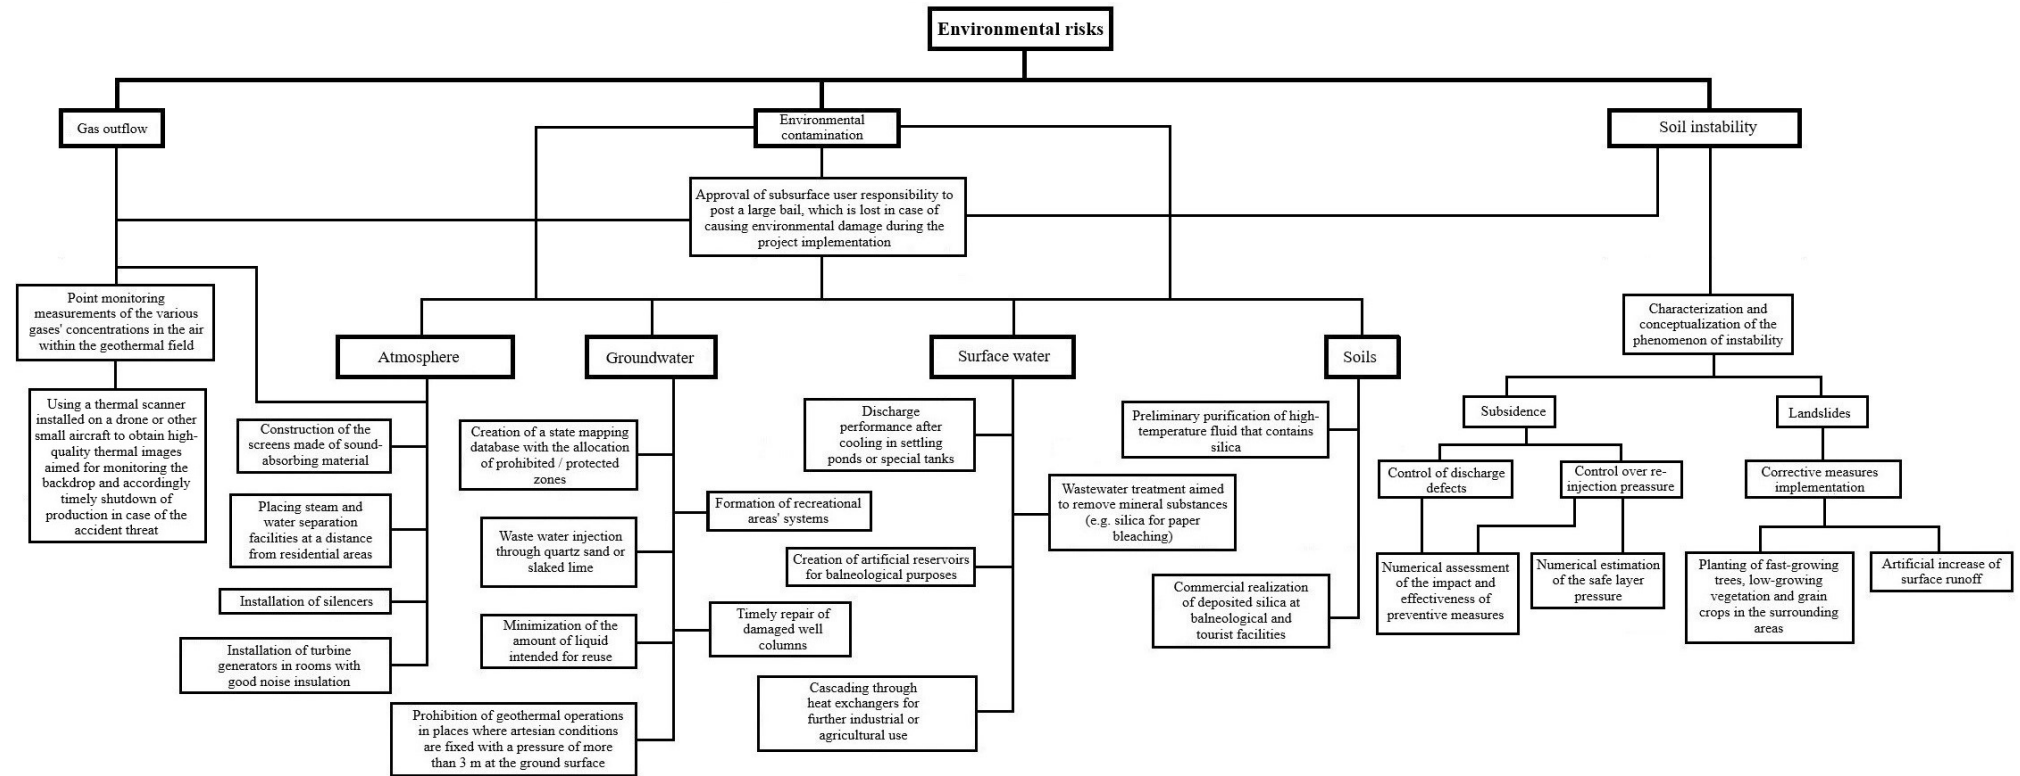 Environmental risks
Gas outflow
Environmental
contamination
Soil instability
Approval of subsurface user responsibility to
post a large bail, which is lost in case of
causing environmental damage during the
project implementation
Point monitoring
measurements of the various
gases' concentrations in the air
within the geothermal field
Using a thermal scanner
installed on a drone or other
small aircraft to obtain high-
quality thermal images
aimed for monitoring the
backdrop and accordingly
timely shutdown of
production in case of the
accident threat
Atmosphere
Construction of the
screens made of sound-
absorbing material
Placing steam and
water separation
facilities at a distance
from residential areas
Installation of silencers
Installation of turbine
generators in rooms with
good noise insulation
Groundwater
Creation of a state mapping
database with the allocation
of prohibited / protected
zones
Formation of recreational
areas' systems
Waste water injection
through quartz sand or
slaked lime
Timely repair of
damaged well
columns
Minimization of the
amount of liquid
intended for reuse
Prohibition of geothermal operations
in places where artesian conditions
are fixed with a pressure of more
than 3 m at the ground surface
Surface water
Discharge
performance after
cooling in settling
ponds or special tanks
Wastewater treatment aimed
to remove mineral substances
(e.g. silica for paper
bleaching)
Creation of artificial reservoirs
for balneological purposes
Cascading through
heat exchangers for
further industrial or
agricultural use
Soils
Preliminary purification of high-
temperature fluid that contains
silica
Commercial realization
of deposited silica at
balneological and
tourist facilities
Characterization and
conceptualization of the
phenomenon of instability
Subsidence
Landslides
Control of discharge
defects
Control over re-
injection preassure
Corrective measures
implementation
Numerical assessment
of the impact and
effectiveness of
preventive measures
Numerical estimation
of the safe layer
pressure
Planting of fast-growing
trees, low-growing
vegetation and grain
crops in the surrounding
areas
Artificial increase of
surface runoff